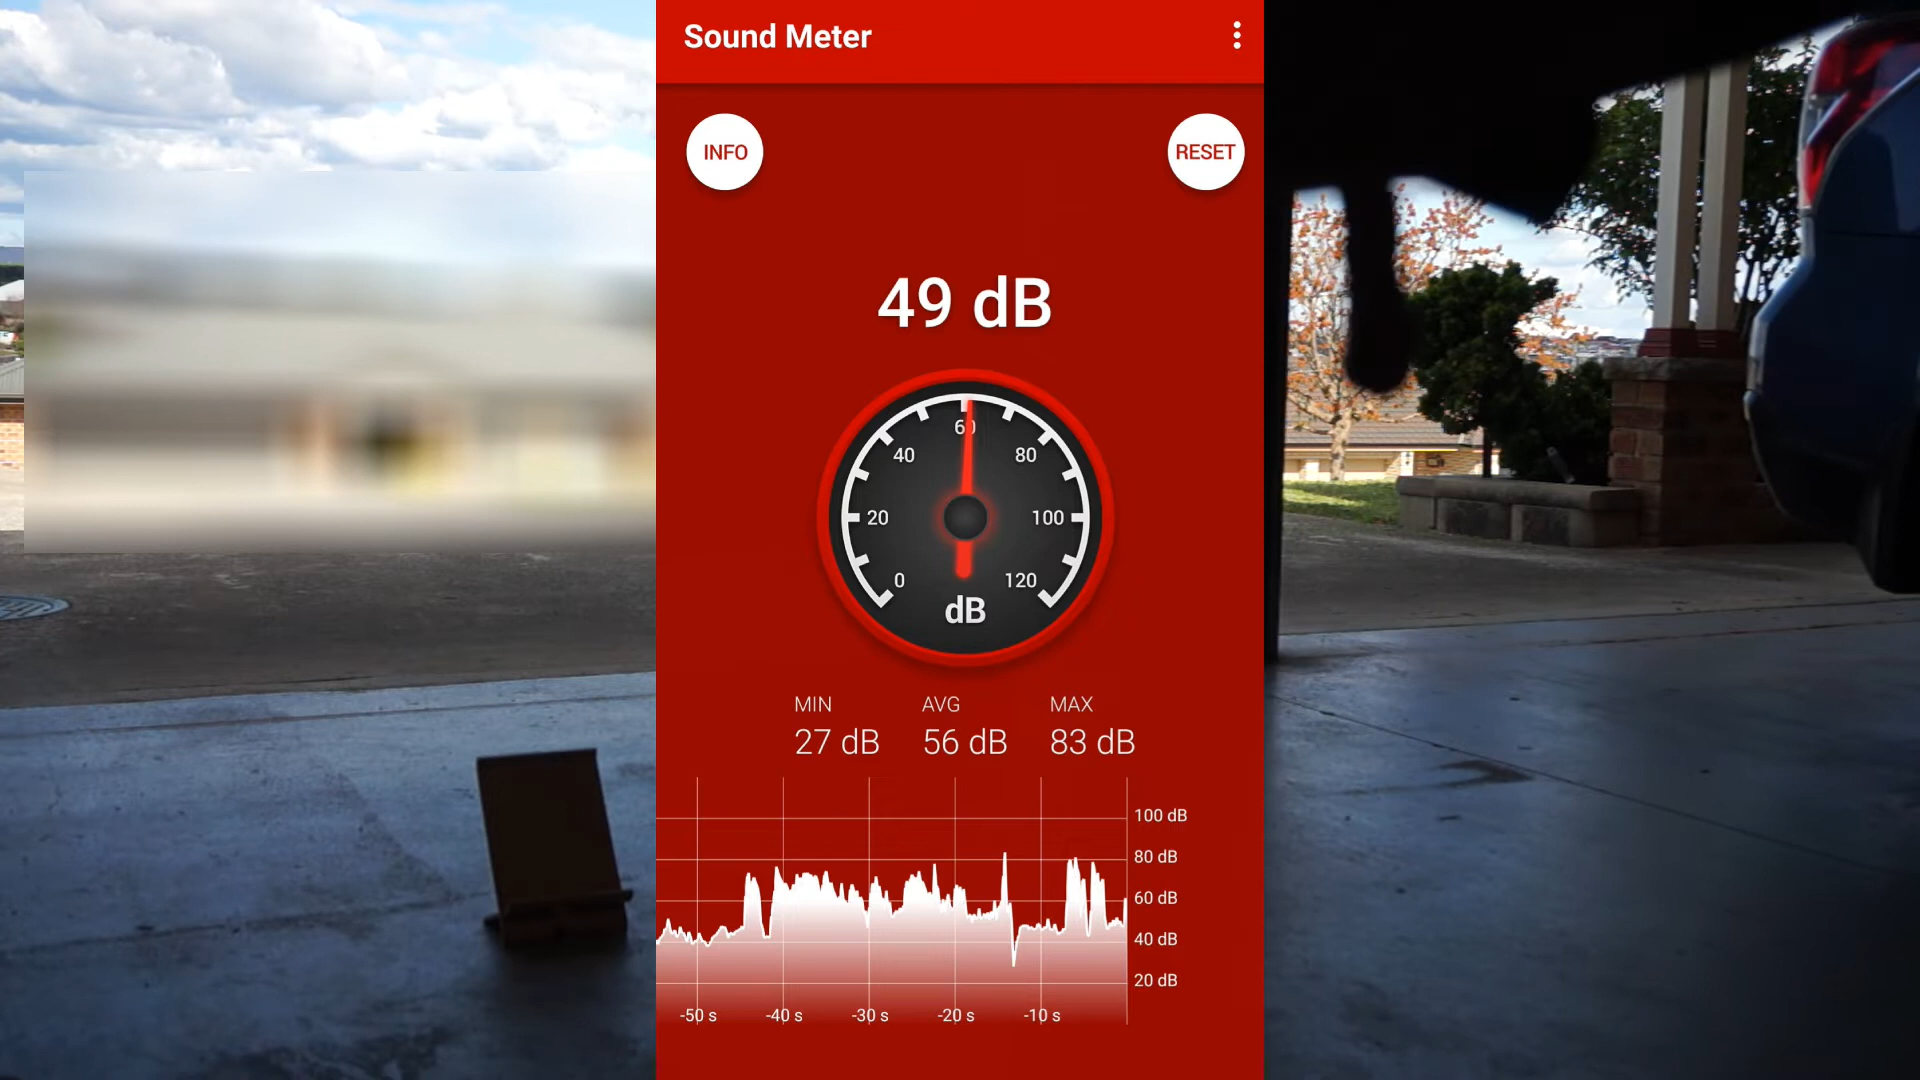 Sound Meter
INFO
RESET
49 dB
60
40
80
20
100
0
120
dB
MIN
AVG
MAX
27 dB
56 dB
83 dB
100 dB
80 dB
60 dB
40 dB
20 dB
-50 s
-40 s
-30 s
-20 s
-10 s